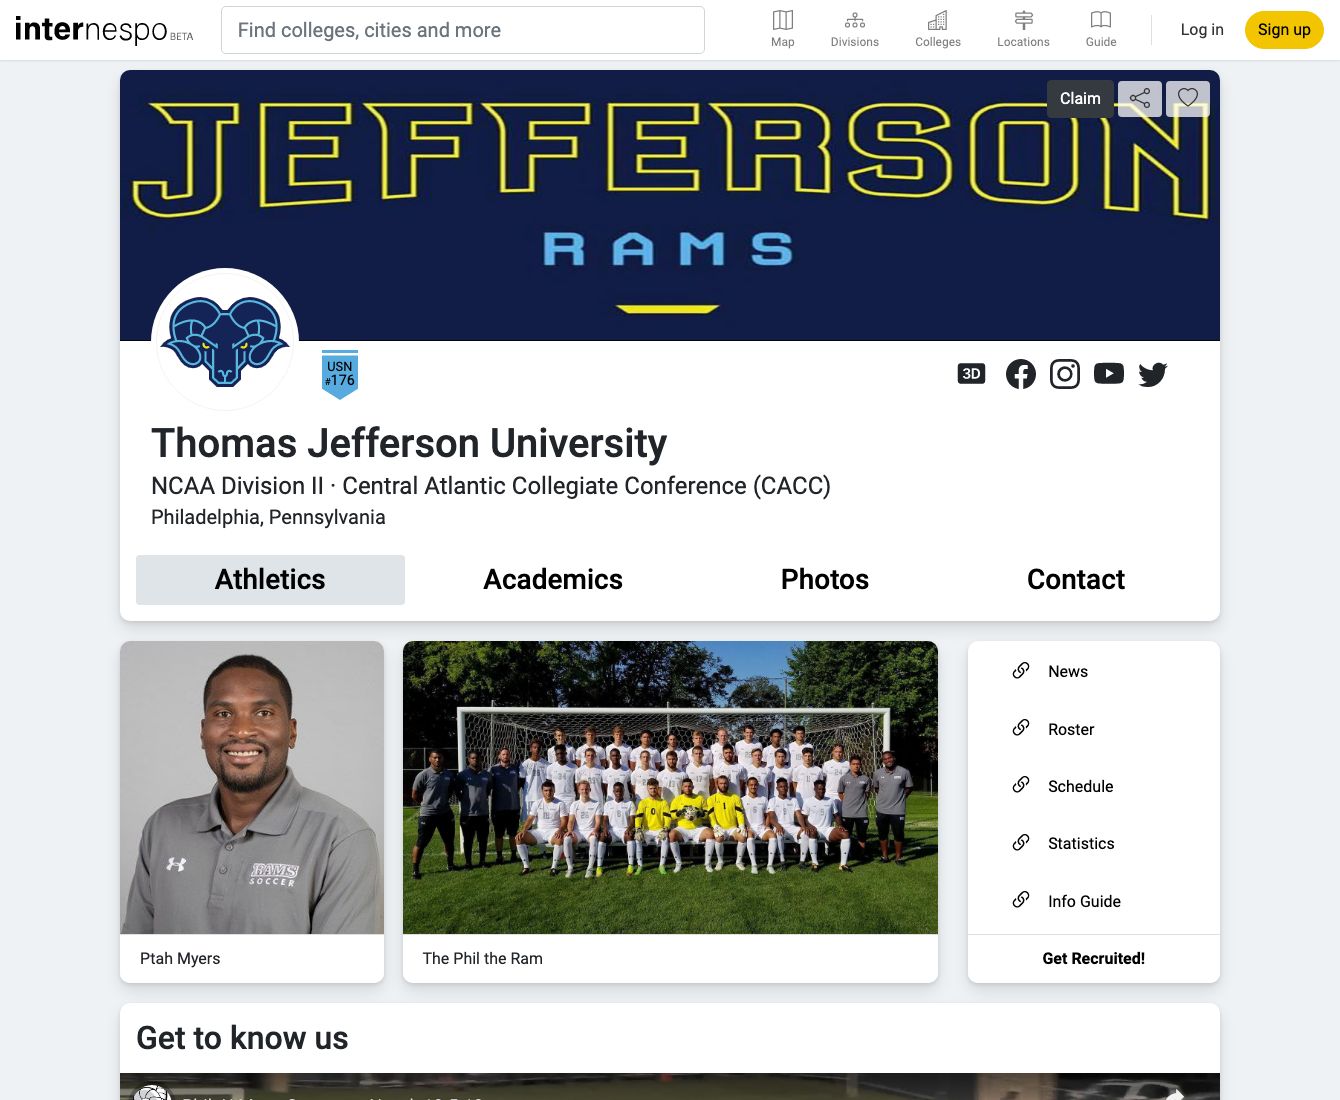 internespo BETA
Find colleges, cities and more
Map
Divisions
Colleges
Locations
Guide
Log in
Sign up
JEFFERSON
RAMS
Claim
USN
#176
3D
Thomas Jefferson University
NCAA Division II · Central Atlantic Collegiate Conference (CACC)
Philadelphia, Pennsylvania
Athletics
Academics
Photos
Contact
RAMS
SOCCER
Ptah Myers
The Phil the Ram
News
Roster
Schedule
Statistics
Info Guide
Get Recruited!
Get to know us